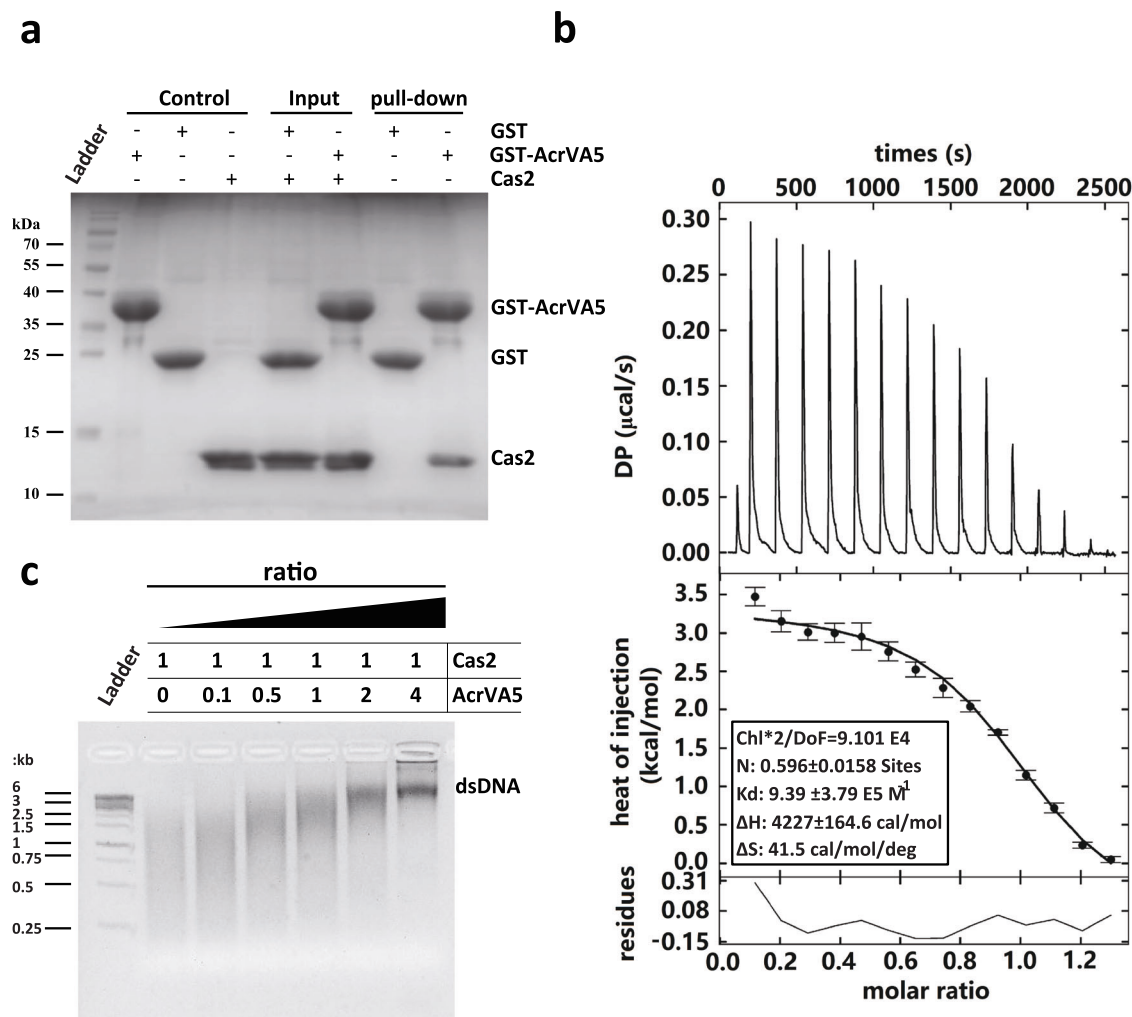 a
Control Input pull-down
Ladder
- + - + - + - GST
+ - - - + - + GST-AcrVA5
- - + + + - - Cas2
kDa
70
55
40
GST-AcrVA5
35
25
GST
15
Cas2
10
b
times (s)
0 500 1000 1500 2000 2500
0.30
0.25
0.20
0.15
0.10
0.05
0.00
DP (μcal/s)
3.5
3.0
2.5
2.0
1.5
1.0
0.5
0.0
heat of injection
(kcal/mol)
Chl*2/DoF=9.101 E4
N: 0.596±0.0158 Sites
Kd: 9.39 ±3.79 E5 M-1
ΔH: 4227±164.6 cal/mol
ΔS: 41.5 cal/mol/deg
0.31
0.08
-0.15
residues
0.0 0.2 0.4 0.6 0.8 1.0 1.2
molar ratio
c
ratio
Ladder
1 1 1 1 1 1 Cas2
0 0.1 0.5 1 2 4 AcrVA5
:kb
6
3
2.5
1.5
1
0.75
0.5
0.25
dsDNA